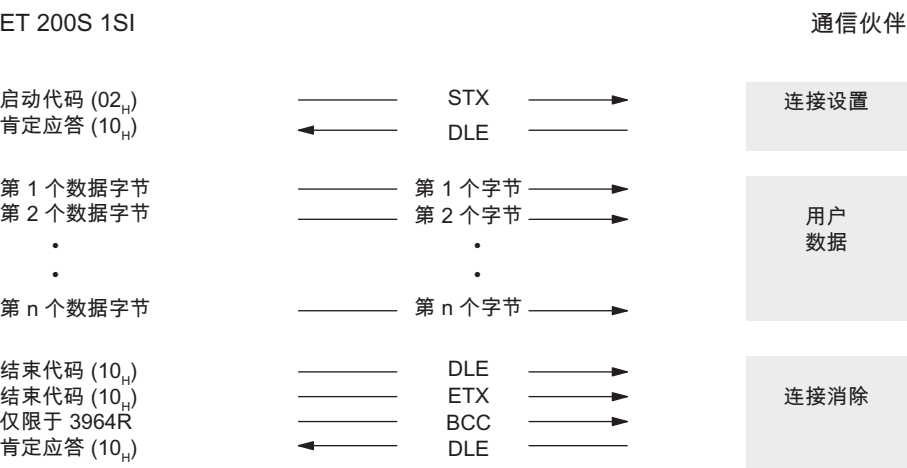 ET 200S 1SI 通信伙伴
启动代码 (02H) STX 连接设置
肯定应答 (10H) DLE
第 1 个数据字节 第 1 个字节
第 2 个数据字节 第 2 个字节 用户
数据
第 n 个数据字节 第 n 个字节
结束代码 (10H) DLE
结束代码 (10H) ETX 连接消除
仅限于 3964R BCC
肯定应答 (10H) DLE